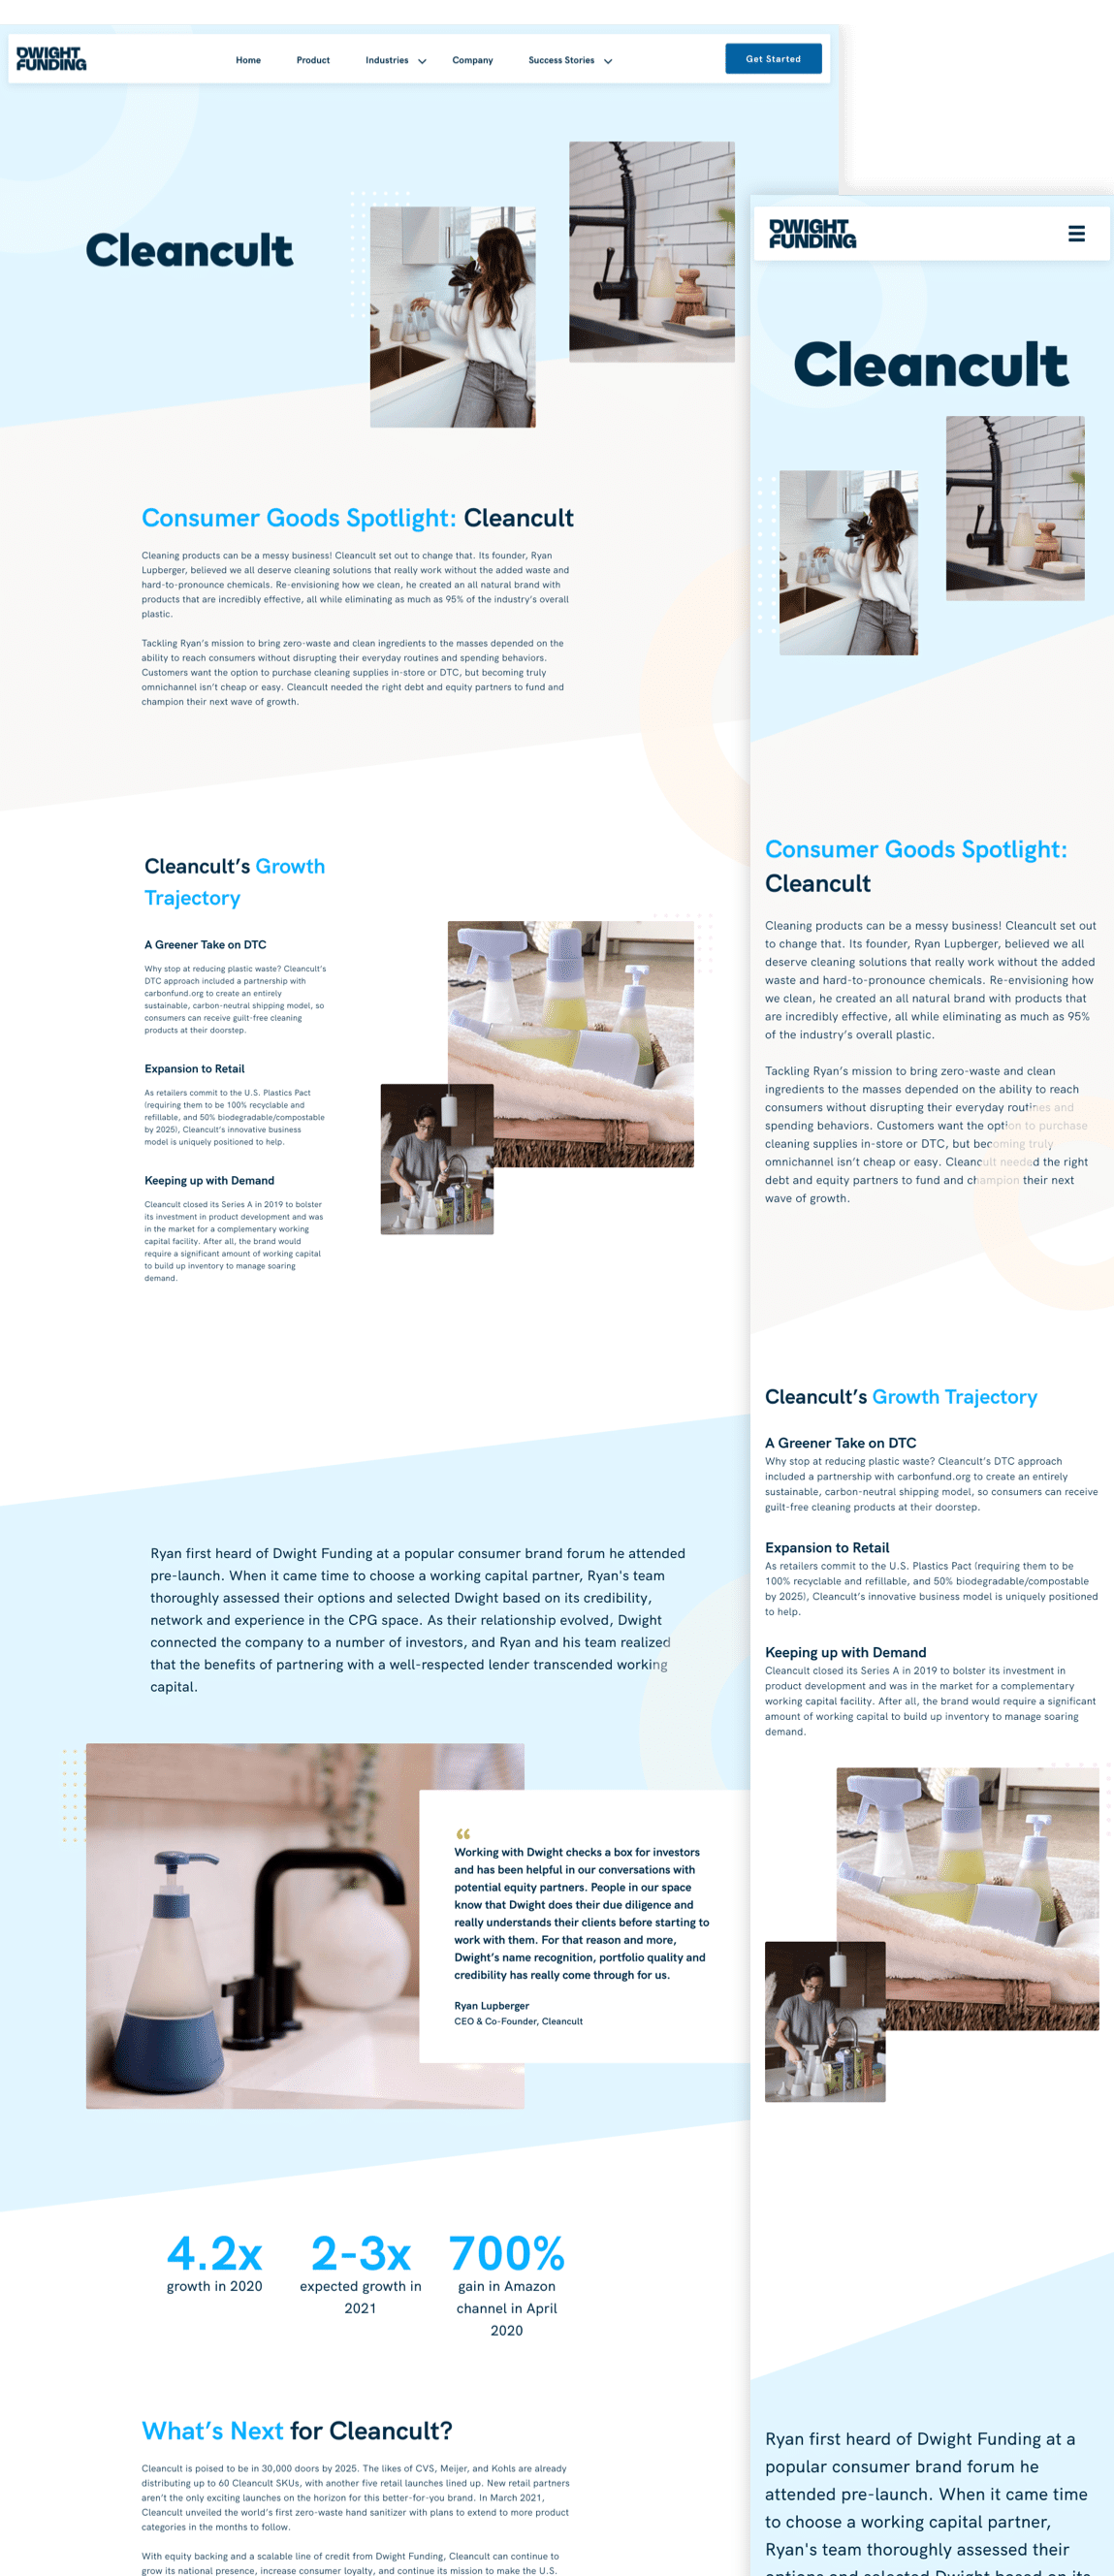 DWIGHT
FUNDING
Home
Product
Industries
Company
Success Stories
Get Started
Cleancult
Consumer Goods Spotlight: Cleancult
Cleaning products can be a messy business! Cleancult set out to change that. Its founder, Ryan
Lupberger, believed we all deserve cleaning solutions that really work without the added waste and
hard-to-pronounce chemicals. Re-envisioning how we clean, he created an all natural brand with
products that are incredibly effective, all while eliminating as much as 95% of the industry's overall
plastic.
Tackling Ryan's mission to bring zero-waste and clean ingredients to the masses depended on the
ability to reach consumers without disrupting their everyday routines and spending behaviors.
Customers want the option to purchase cleaning supplies in-store or DTC, but becoming truly
omnichannel isn't cheap or easy. Cleancult needed the right debt and equity partners to fund and
champion their next wave of growth.
Cleancult's Growth
Trajectory
A Greener Take on DTC
Why stop at reducing plastic waste? Cleancult's
DTC approach included a partnership with
carbonfund.org to create an entirely
sustainable, carbon-neutral shipping model, so
consumers can receive guilt-free cleaning
products at their doorstep.
Expansion to Retail
As retailers commit to the U.S. Plastics Pact
(requiring them to be 100% recyclable and
refillable, and 50% biodegradable/compostable
by 2025), Cleancult's innovative business
model is uniquely positioned to help.
Keeping up with Demand
Cleancult closed its Series A in 2019 to bolster
its investment in product development and was
in the market for a complementary working
capital facility. After all, the brand would
require a significant amount of working capital
to build up inventory to manage soaring
demand.
Ryan first heard of Dwight Funding at a popular consumer brand forum he attended
pre-launch. When it came time to choose a working capital partner, Ryan's team
thoroughly assessed their options and selected Dwight based on its credibility,
network and experience in the CPG space. As their relationship evolved, Dwight
connected the company to a number of investors, and Ryan and his team realized
that the benefits of partnering with a well-respected lender transcended working
capital.
“
Working with Dwight checks a box for investors
and has been helpful in our conversations with
potential equity partners. People in our space
know that Dwight does their due diligence and
really understands their clients before starting to
work with them. For that reason and more,
Dwight's name recognition, portfolio quality and
credibility has really come through for us.
Ryan Lupberger
CEO & Co-Founder, Cleancult
4.2x
growth in 2020
2-3x
expected growth in
2021
700%
gain in Amazon
channel in April
2020
What's Next for Cleancult?
Cleancult is poised to be in 30,000 doors by 2025. The likes of CVS, Meijer, and Kohls are already
distributing up to 60 Cleancult SKUs, with another five retail launches lined up. New retail partners
aren't the only exciting launches on the horizon for this better-for-you brand. In March 2021,
Cleancult unveiled the world's first zero-waste hand sanitizer with plans to extend to more product
categories in the months to follow.
With equity backing and a scalable line of credit from Dwight Funding, Cleancult can continue to
grow its national presence, increase consumer loyalty, and continue its mission to make the U.S.
DWIGHT
FUNDING
Cleancult
Consumer Goods Spotlight:
Cleancult
Cleaning products can be a messy business! Cleancult set out
to change that. Its founder, Ryan Lupberger, believed we all
deserve cleaning solutions that really work without the added
waste and hard-to-pronounce chemicals. Re-envisioning how
we clean, he created an all natural brand with products that
are incredibly effective, all while eliminating as much as 95%
of the industry's overall plastic.
Tackling Ryan's mission to bring zero-waste and clean
ingredients to the masses depended on the ability to reach
consumers without disrupting their everyday routines and
spending behaviors. Customers want the option to purchase
cleaning supplies in-store or DTC, but becoming truly
omnichannel isn't cheap or easy. Cleancult needed the right
debt and equity partners to fund and champion their next
wave of growth.
Cleancult's Growth Trajectory
A Greener Take on DTC
Why stop at reducing plastic waste? Cleancult's DTC approach
included a partnership with carbonfund.org to create an entirely
sustainable, carbon-neutral shipping model, so consumers can receive
guilt-free cleaning products at their doorstep.
Expansion to Retail
As retailers commit to the U.S. Plastics Pact (requiring them to be
100% recyclable and refillable, and 50% biodegradable/compostable
by 2025), Cleancult's innovative business model is uniquely positioned
to help.
Keeping up with Demand
Cleancult closed its Series A in 2019 to bolster its investment in
product development and was in the market for a complementary
working capital facility. After all, the brand would require a significant
amount of working capital to build up inventory to manage soaring
demand.
Ryan first heard of Dwight Funding at a
popular consumer brand forum he
attended pre-launch. When it came time
to choose a working capital partner,
Ryan's team thoroughly assessed their
options and selected Dwight based on its